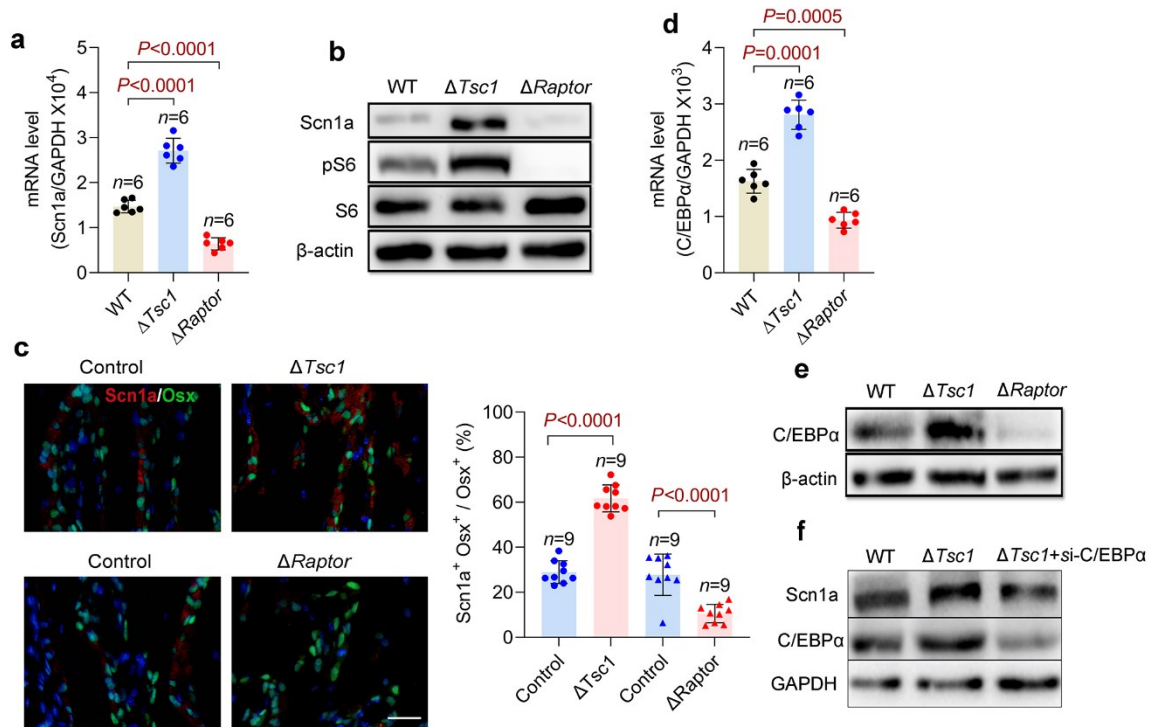 a
P<0.0001
P<0.0001
n=6
n=6
n=6
mRNA level
(Scn1a/GAPDH X10⁴)
5
4
3
2
1
0
WT
ΔTsc1
ΔRaptor
b
WT
ΔTsc1
ΔRaptor
Scn1a
pS6
S6
β-actin
c
Control
ΔTsc1
Scn1a/Osx
Control
ΔRaptor
Scn1a⁺ Osx⁺ / Osx⁺ (%)
100
80
60
40
20
0
P<0.0001
n=9
n=9
P<0.0001
n=9
n=9
Control
ΔTsc1
Control
ΔRaptor
d
P=0.0005
P=0.0001
n=6
n=6
n=6
mRNA level
(C/EBPα/GAPDH X10³)
4
3
2
1
0
WT
ΔTsc1
ΔRaptor
e
WT
ΔTsc1
ΔRaptor
C/EBPα
β-actin
f
WT
ΔTsc1
ΔTsc1+si-C/EBPα
Scn1a
C/EBPα
GAPDH